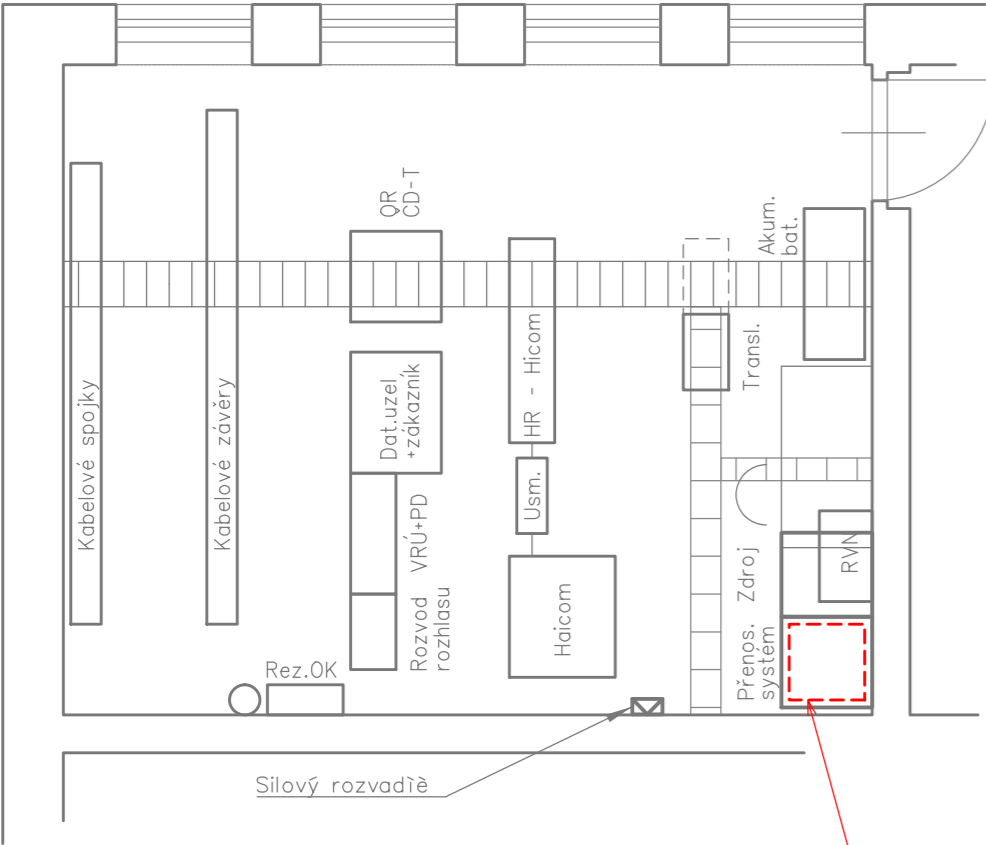 QR
CD-T
Akum.
bat.
Kabelové spojky
Kabelové závěry
Dat.uzel
+zákazník
HR - Hicom
Transl.
Usm.
VRÚ+PD
Rozvod
rozhlasu
Haicom
Zdroj
RVN
Přenos.
systém
Rez.OK
Silový rozvadìè